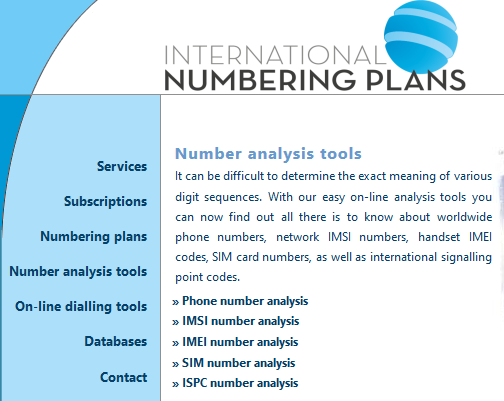 INTERNATIONAL
NUMBERING PLANS
Services
Subscriptions
Numbering plans
Number analysis tools
On-line dialling tools
Databases
Contact
Number analysis tools
It can be difficult to determine the exact meaning of various
digit sequences. With our easy on-line analysis tools you
can now find out all there is to know about worldwide
phone numbers, network IMSI numbers, handset IMEI
codes, SIM card numbers, as well as international signalling
point codes.
» Phone number analysis
» IMSI number analysis
» IMEI number analysis
» SIM number analysis
» ISPC number analysis